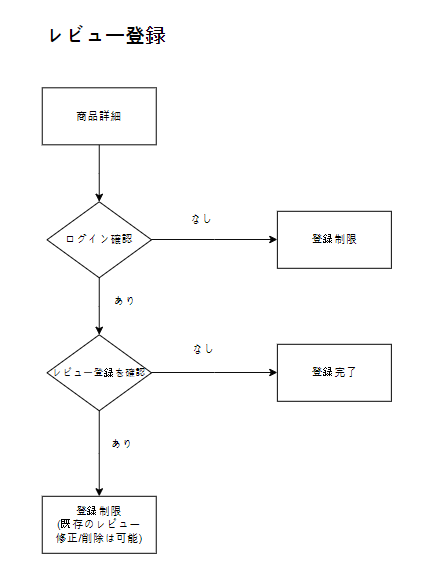 レビュー登録
商品詳細
なし
ログイン確認
登録制限
あり
なし
レビュー登録を確認
登録完了
あり
登録制限
(既存のレビュー
修正/削除は可能)